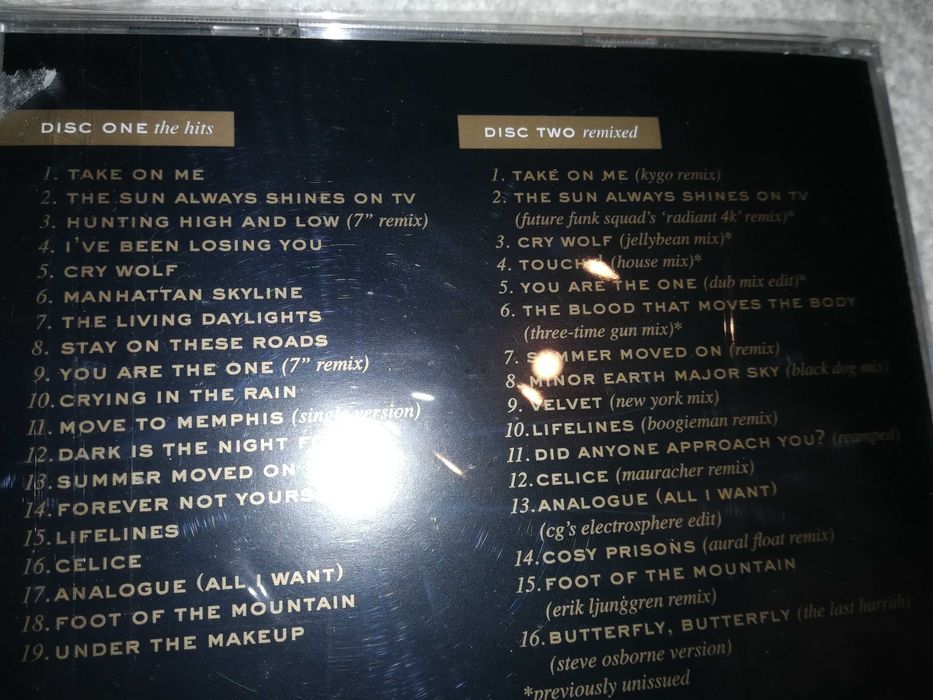 DISC ONE the hits
1. TAKE ON ME
2. THE SUN ALWAYS SHINES ON TV
3. HUNTING HIGH AND LOW (7" remix)
4. I'VE BEEN LOSING YOU
5. CRY WOLF
6. MANHATTAN SKYLINE
7. THE LIVING DAYLIGHTS
8. STAY ON THESE ROADS
9. YOU ARE THE ONE (7" remix)
10. CRYING IN THE RAIN
11. MOVE TO MEMPHIS (single version)
12. DARK IS THE NIGHT
13. SUMMER MOVED ON
14. FOREVER NOT YOURS
15. LIFELINES
16. CELICE
17. ANALOGUE (ALL I WANT)
18. FOOT OF THE MOUNTAIN
19. UNDER THE MAKEUP
DISC TWO remixed
1. TAKE ON ME (kygo remix)
2. THE SUN ALWAYS SHINES ON TV
(future funk squad's 'radiant 4k' remix)*
3. CRY WOLF (jellybean mix)*
4. TOUCHY! (house mix)*
5. YOU ARE THE ONE (dub mix edit)*
6. THE BLOOD THAT MOVES THE BODY
(three-time gun mix)*
7. SUMMER MOVED ON (remix)
8. MINOR EARTH MAJOR SKY (black dog mix)
9. VELVET (new york mix)
10. LIFELINES (boogieman remix)
11. DID ANYONE APPROACH YOU? (reamped)
12. CELICE (mauracher remix)
13. ANALOGUE (ALL I WANT)
(cg's electrosphere edit)
14. COSY PRISONS (aural float remix)
15. FOOT OF THE MOUNTAIN
(erik ljunggren remix)
16. BUTTERFLY, BUTTERFLY (the last hurrah)
(steve osborne version)
*previously unissued